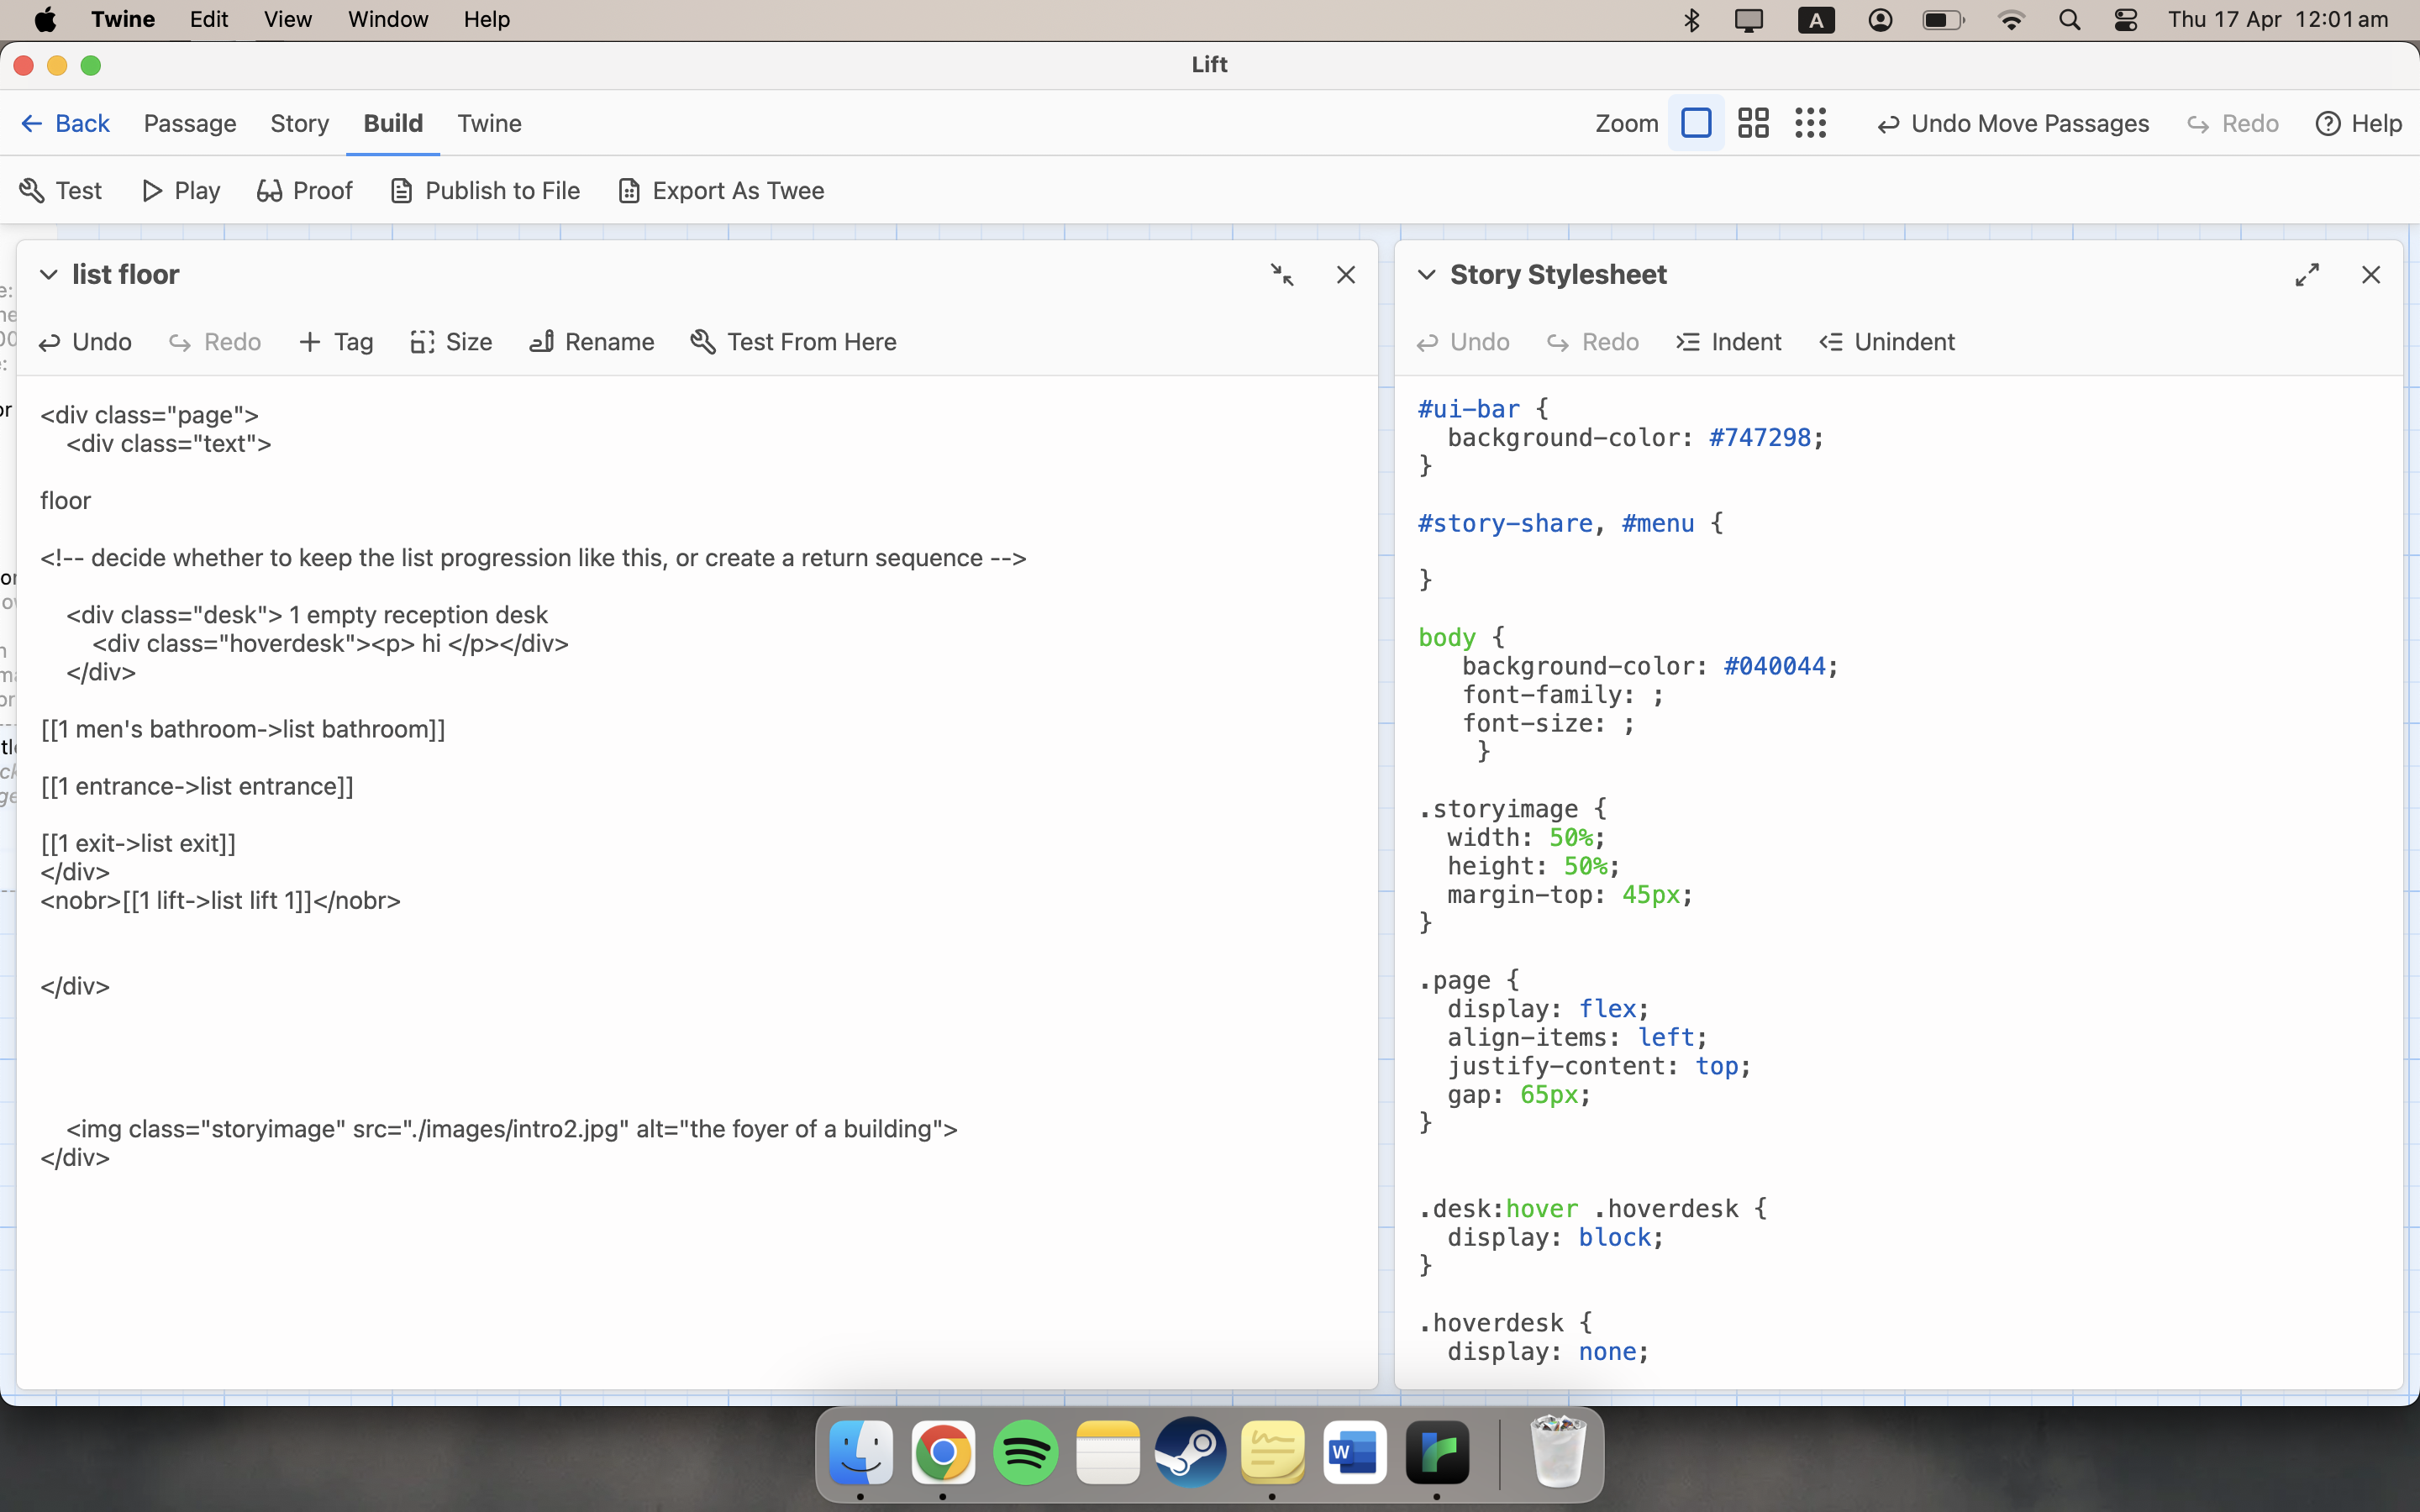 Twine Edit View Window Help A Thu 17 Apr 12:01 am
Lift
Back Passage Story Build Twine Zoom Undo Move Passages Redo Help
Test Play Proof Publish to File Export As Twee
list floor
Undo Redo Tag Size Rename Test From Here
<div class="page">
    <div class="text">
floor
<!-- decide whether to keep the list progression like this, or create a return sequence -->
    <div class="desk"> 1 empty reception desk
        <div class="hoverdesk"><p> hi </p></div>
    </div>
[[1 men's bathroom->list bathroom]]
[[1 entrance->list entrance]]
[[1 exit->list exit]]
</div>
<nobr>[[1 lift->list lift 1]]</nobr>
</div>
    <img class="storyimage" src="./images/intro2.jpg" alt="the foyer of a building">
</div>
Story Stylesheet
Undo Redo Indent Unindent
#ui-bar {
  background-color: #747298;
}
#story-share, #menu {
}
body {
   background-color: #040044;
   font-family: ;
   font-size: ;
    }
.storyimage {
  width: 50%;
  height: 50%;
  margin-top: 45px;
}
.page {
  display: flex;
  align-items: left;
  justify-content: top;
  gap: 65px;
}
.desk:hover .hoverdesk {
  display: block;
}
.hoverdesk {
  display: none;
W